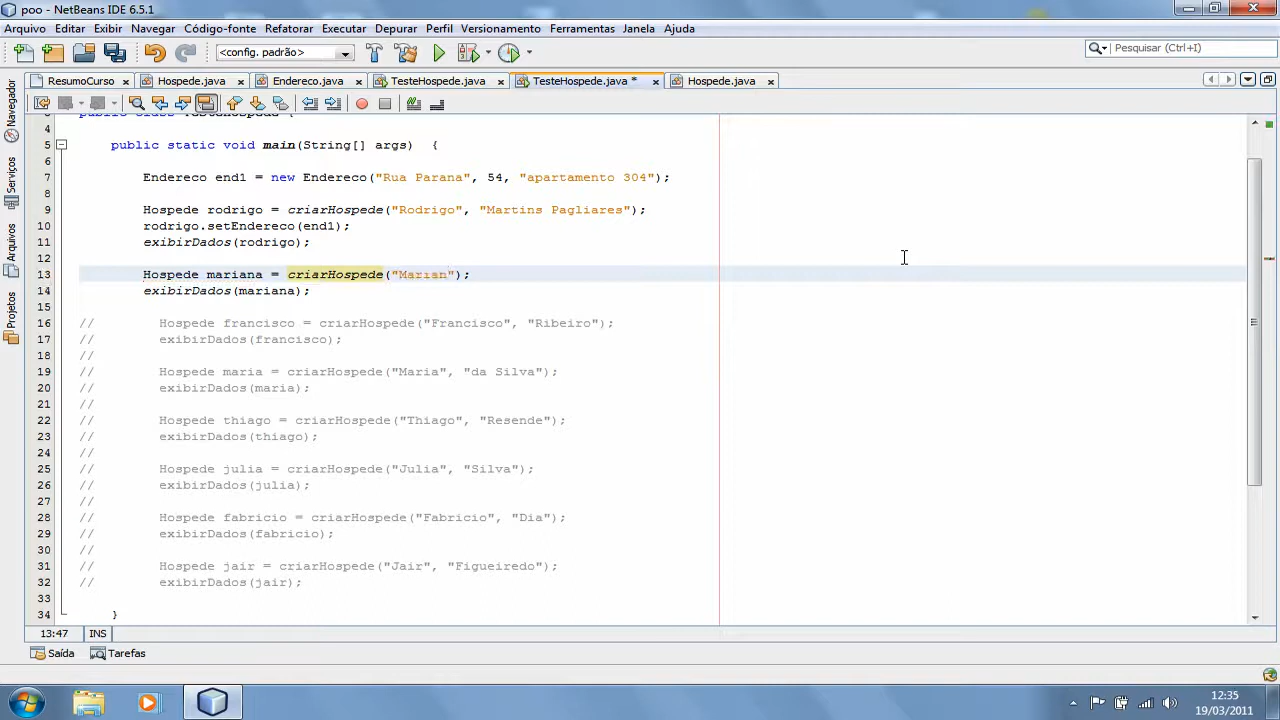 poo - NetBeans IDE 6.5.1
Arquivo Editar Exibir Navegar Código-fonte Refatorar Executar Depurar Perfil Versionamento Ferramentas Janela Ajuda
<config. padrão> Pesquisar (Ctrl+I)
ResumoCurso Hospede.java Endereco.java TesteHospede.java TesteHospede.java * Hospede.java
Navegador
Serviços
Arquivos
Projetos
public class TesteHospede {
4
5 public static void main(String[] args) {
6
7 Endereco end1 = new Endereco("Rua Parana", 54, "apartamento 304");
8
9 Hospede rodrigo = criarHospede("Rodrigo", "Martins Pagliares");
10 rodrigo.setEndereco(end1);
11 exibirDados(rodrigo);
12
13 Hospede mariana = criarHospede("Marian");
14 exibirDados(mariana);
15
16 // Hospede francisco = criarHospede("Francisco", "Ribeiro");
17 // exibirDados(francisco);
18 //
19 // Hospede maria = criarHospede("Maria", "da Silva");
20 // exibirDados(maria);
21 //
22 // Hospede thiago = criarHospede("Thiago", "Resende");
23 // exibirDados(thiago);
24 //
25 // Hospede julia = criarHospede("Julia", "Silva");
26 // exibirDados(julia);
27 //
28 // Hospede fabricio = criarHospede("Fabricio", "Dia");
29 // exibirDados(fabricio);
30 //
31 // Hospede jair = criarHospede("Jair", "Figueiredo");
32 // exibirDados(jair);
33
34 }
13:47 INS
Saída Tarefas
12:35
19/03/2011